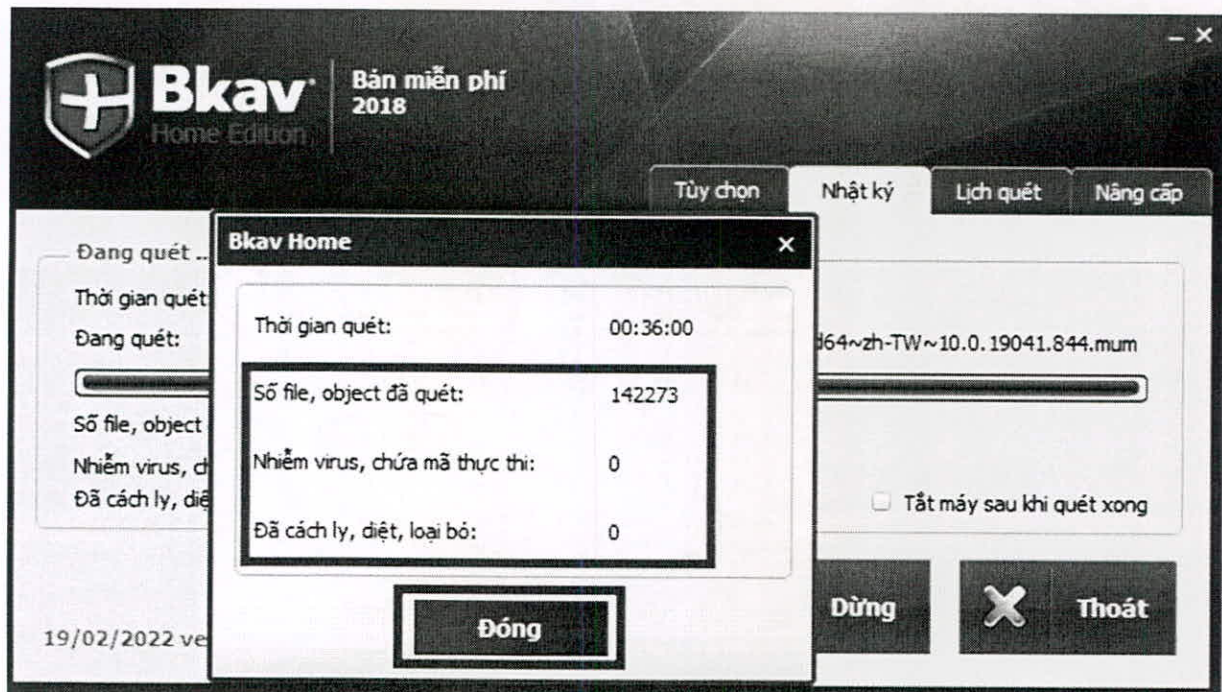 Bkav
Home Edition
Bản miễn phí
2018
Tùy chọn
Nhật ký
Lịch quét
Nâng cấp
Đang quét ..
Thời gian quét:
Đang quét:
d64~zh-TW~10.0.19041.844.mum
Số file, object
Nhiễm virus, ch
Đã cách ly, diệ
Tắt máy sau khi quét xong
Dừng
Thoát
19/02/2022 ve
Bkav Home
Thời gian quét: 00:36:00
Số file, object đã quét: 142273
Nhiễm virus, chứa mã thực thi: 0
Đã cách ly, diệt, loại bỏ: 0
Đóng